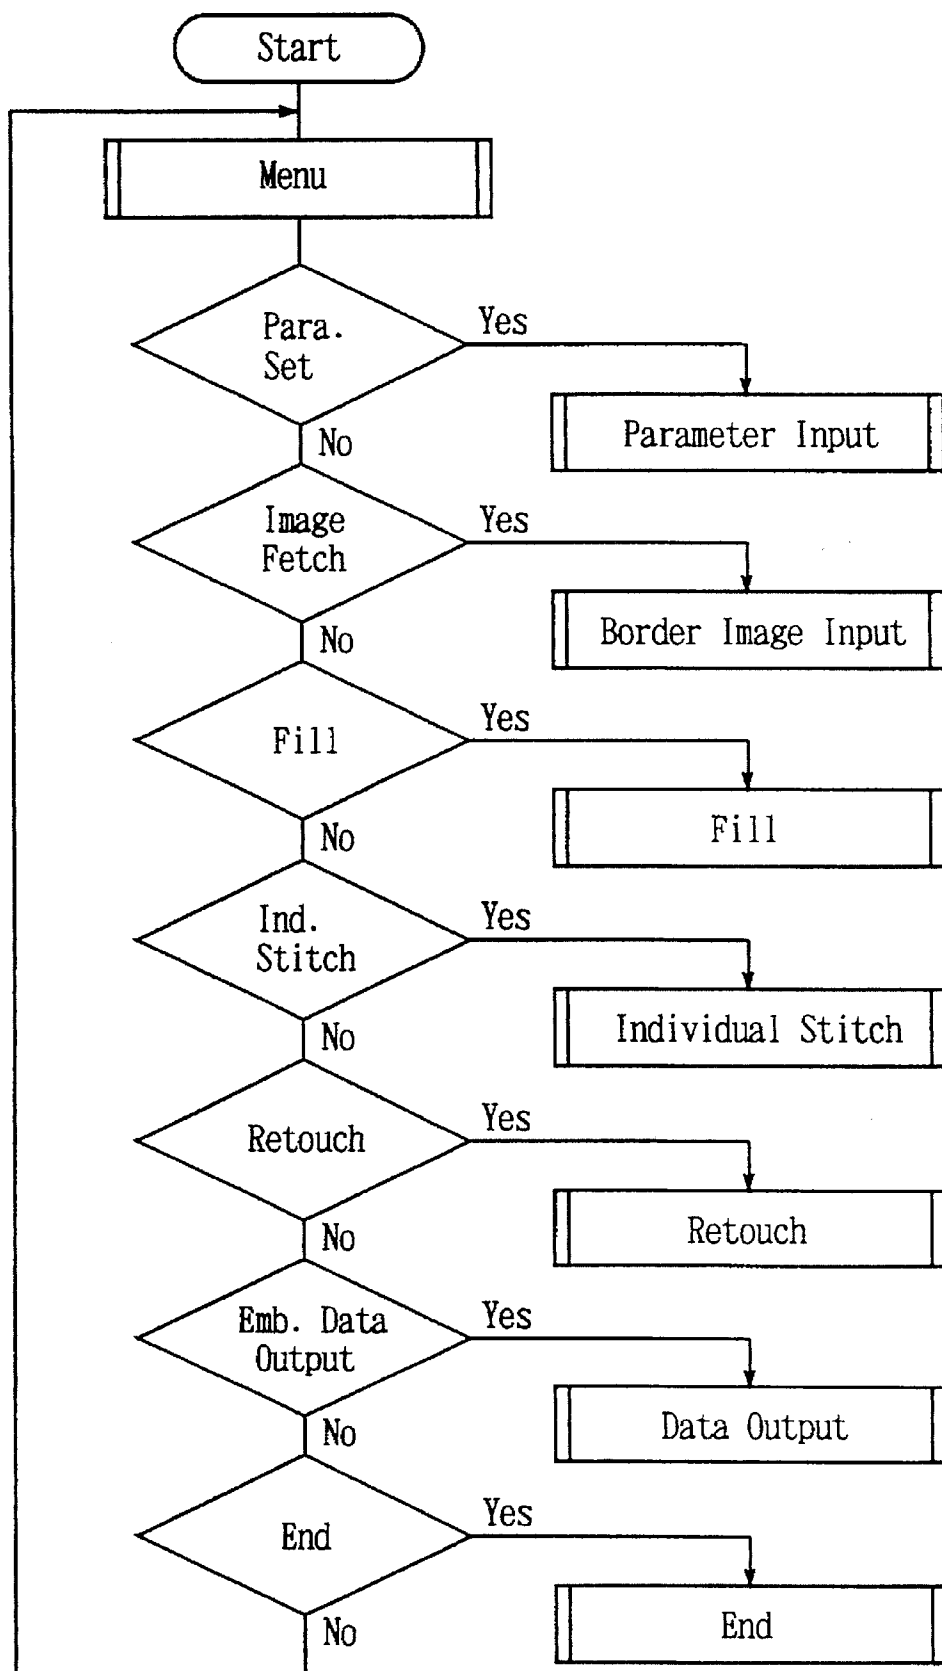 Start
Menu
Para.
Set
Yes
Parameter Input
No
Image
Fetch
Yes
Border Image Input
No
Fill
Yes
Fill
No
Ind.
Stitch
Yes
Individual Stitch
No
Retouch
Yes
Retouch
No
Emb. Data
Output
Yes
Data Output
No
End
Yes
End
No